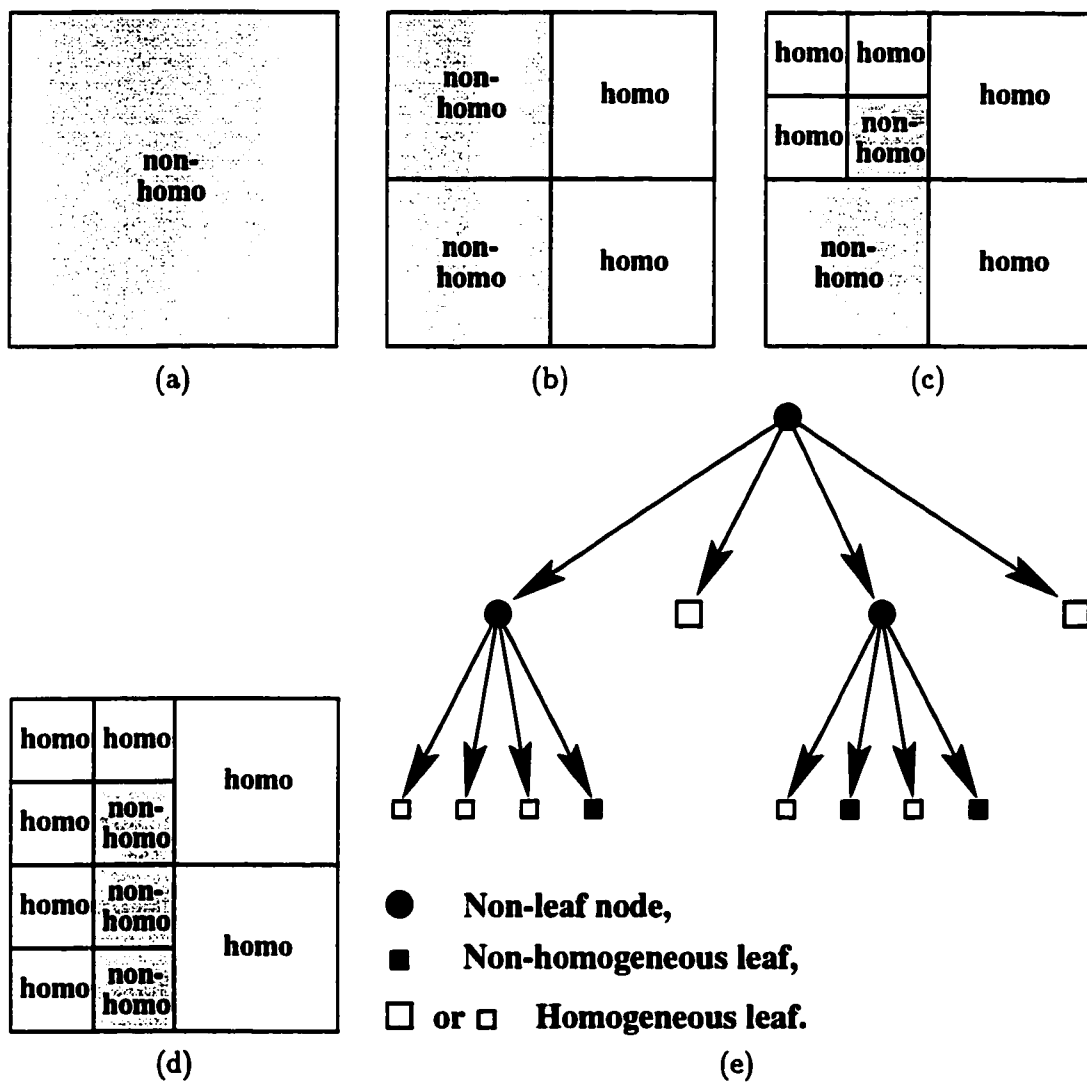 non-
homo
(a)
non-
homo
homo
non-
homo
homo
(b)
homo homo
homo
homo non-
homo
non-
homo
homo
(c)
homo homo
homo
homo non-
homo
homo non-
homo
homo
homo non-
homo
(d)
Non-leaf node,
Non-homogeneous leaf,
or Homogeneous leaf.
(e)